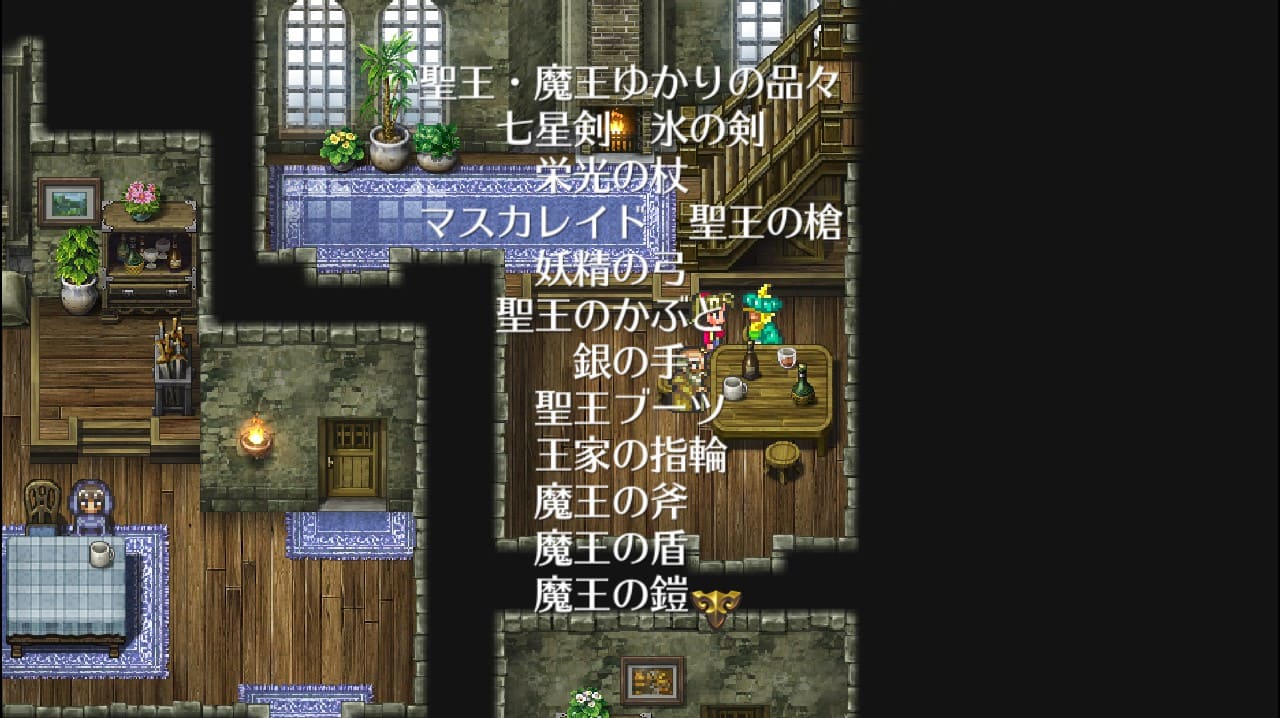 聖王・魔王ゆかりの品々
七星剣　氷の剣
栄光の杖
マスカレイド　聖王の槍
妖精の弓
聖王のかぶと
銀の手
聖王ブーツ
王家の指輪
魔王の斧
魔王の盾
魔王の鎧